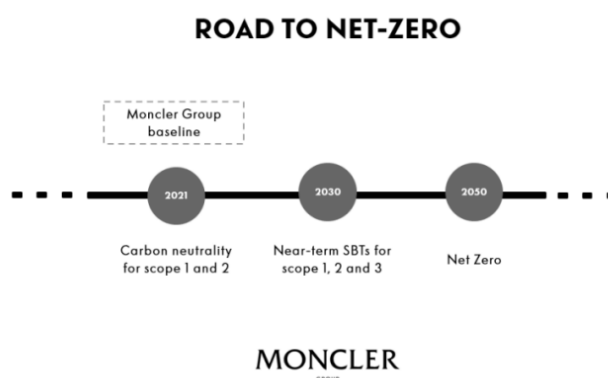 ROAD TO NET-ZERO
Moncler Group
baseline
2021
2030
2050
Carbon neutrality
for scope 1 and 2
Near-term SBTs for
scope 1, 2 and 3
Net Zero
MONCLER